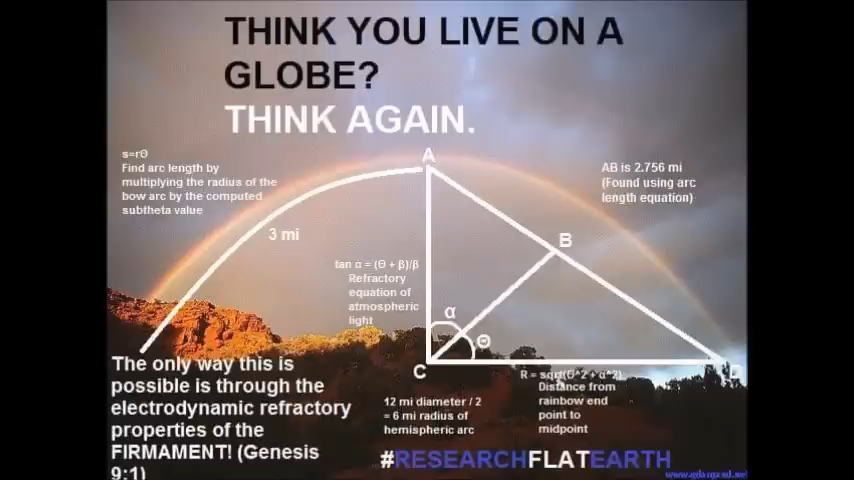 THINK YOU LIVE ON A
GLOBE?
THINK AGAIN.
s=rΘ
Find arc length by
multiplying the radius of the
bow arc by the computed
subtheta value
A
AB is 2.756 mi
(Found using arc
length equation)
3 mi
B
tan α = (Θ + β)/β
Refractory
equation of
atmospheric
light
α
Θ
C
D
The only way this is
possible is through the
electrodynamic refractory
properties of the
FIRMAMENT! (Genesis
9:1)
12 mi diameter / 2
= 6 mi radius of
hemispheric arc
R = sqrt(Θ^2 + α^2)
Distance from
rainbow end
point to
midpoint
#RESEARCHFLATEARTH